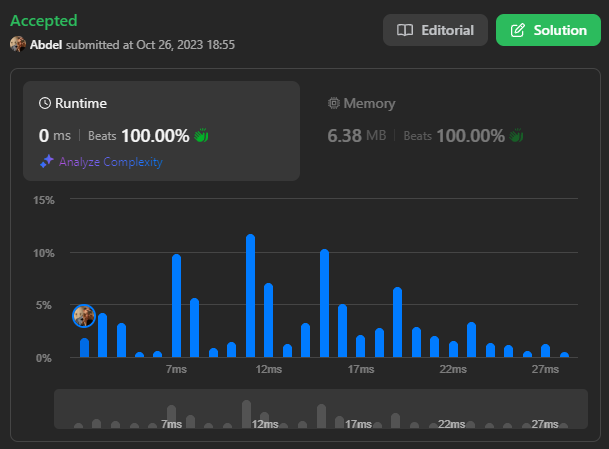 Accepted
Abdel submitted at Oct 26, 2023 18:55
Editorial
Solution
Runtime
0 ms Beats 100.00%
Analyze Complexity
Memory
6.38 MB Beats 100.00%
15%
10%
5%
0%
7ms 12ms 17ms 22ms 27ms
7ms 12ms 17ms 22ms 27ms